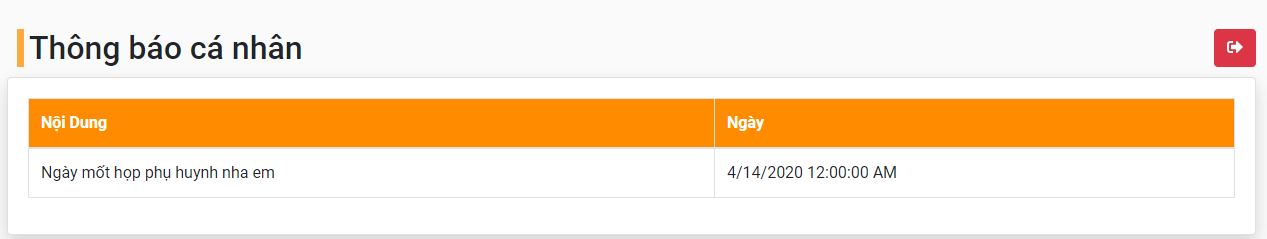 Thông báo cá nhân
Nội Dung Ngày
Ngày mốt họp phụ huynh nha em 4/14/2020 12:00:00 AM